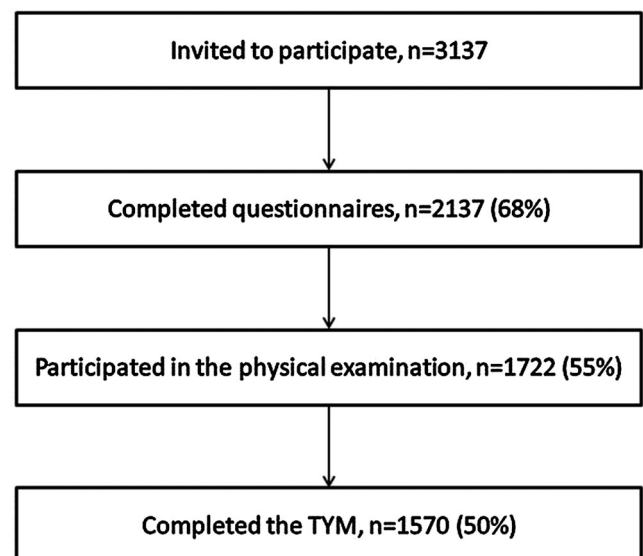 Invited to participate, n=3137
Completed questionnaires, n=2137 (68%)
Participated in the physical examination, n=1722 (55%)
Completed the TYM, n=1570 (50%)